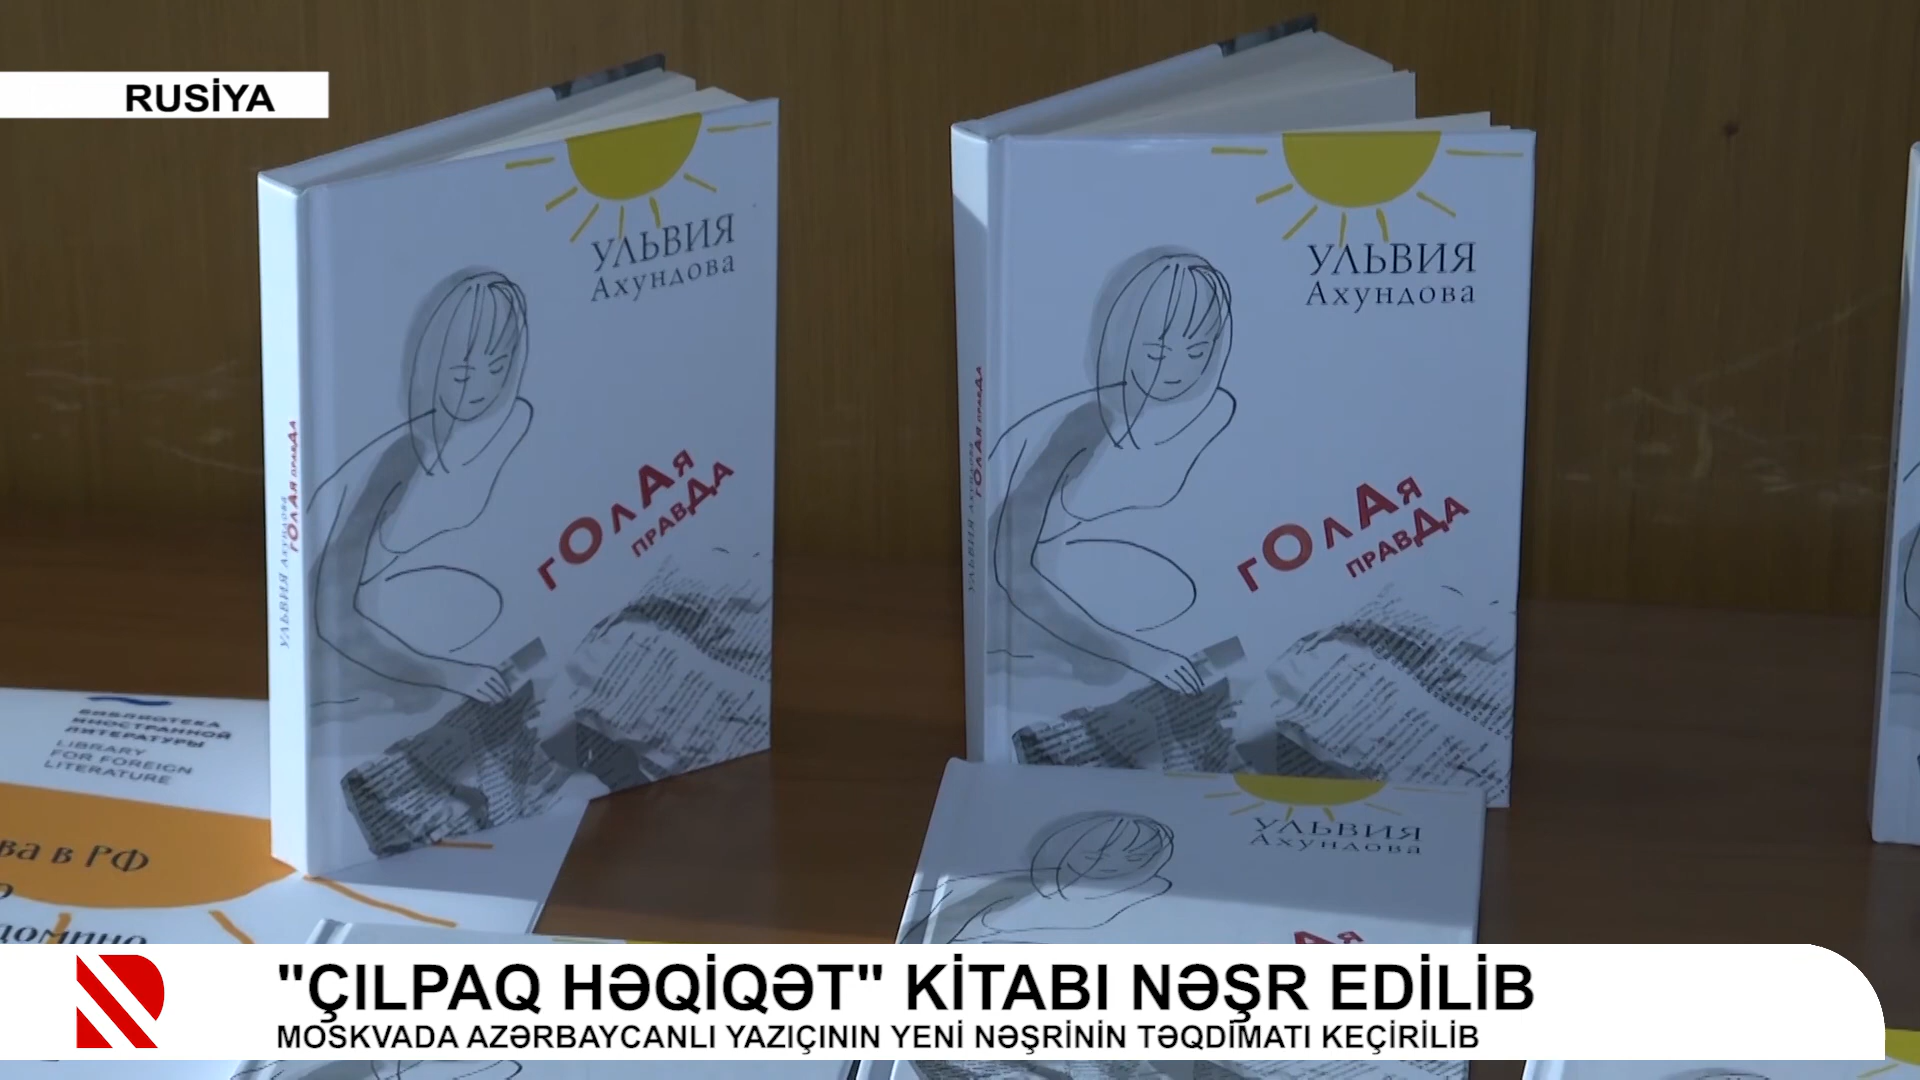 RUSİYA
УЛЬВИЯ
Ахундова
ГОЛАЯ
ПРАВДА
УЛЬВИЯ Ахундова ГОЛАЯ ПРАВДА
УЛЬВИЯ
Ахундова
ГОЛАЯ
ПРАВДА
УЛЬВИЯ Ахундова ГОЛАЯ ПРАВДА
БИБЛИОТЕКА
ИНОСТРАННОЙ
ЛИТЕРАТУРЫ
LIBRARY
FOR FOREIGN
LITERATURE
ва в РФ
УЛЬВИЯ
Ахундова
"ÇILPAQ HƏQİQƏT" KİTABI NƏŞR EDİLİB
MOSKVADA AZƏRBAYCANLI YAZIÇININ YENİ NƏŞRİNİN TƏQDİMATI KEÇİRİLİB